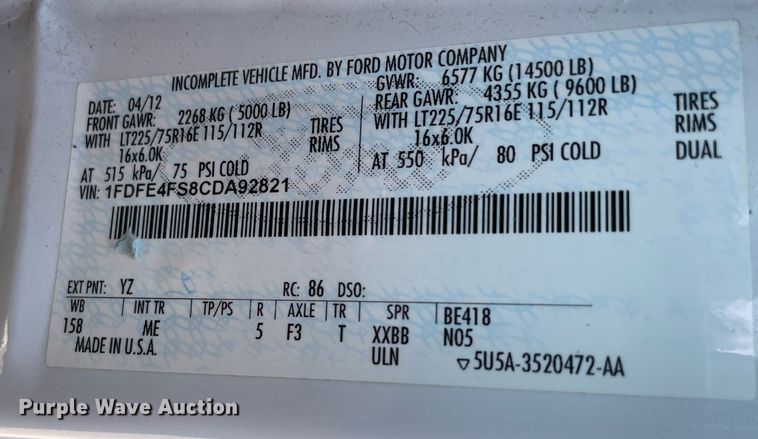 INCOMPLETE VEHICLE MFD. BY FORD MOTOR COMPANY
DATE: 04/12 GVWR: 6577 KG (14500 LB)
FRONT GAWR: 2268 KG ( 5000 LB) REAR GAWR: 4355 KG ( 9600 LB)
WITH LT225/75R16E 115/112R TIRES WITH LT225/75R16E 115/112R TIRES
16x6.0K RIMS 16x6.0K RIMS
AT 515 kPa/ 75 PSI COLD AT 550 kPa/ 80 PSI COLD DUAL
VIN: 1FDFE4FS8CDA92821
EXT PNT: YZ RC: 86 DSO:
WB INT TR TP/PS R AXLE TR SPR BE418
158 ME 5 F3 T XXBB N05
MADE IN U.S.A. ULN ▽5U5A-3520472-AA
Purple Wave Auction